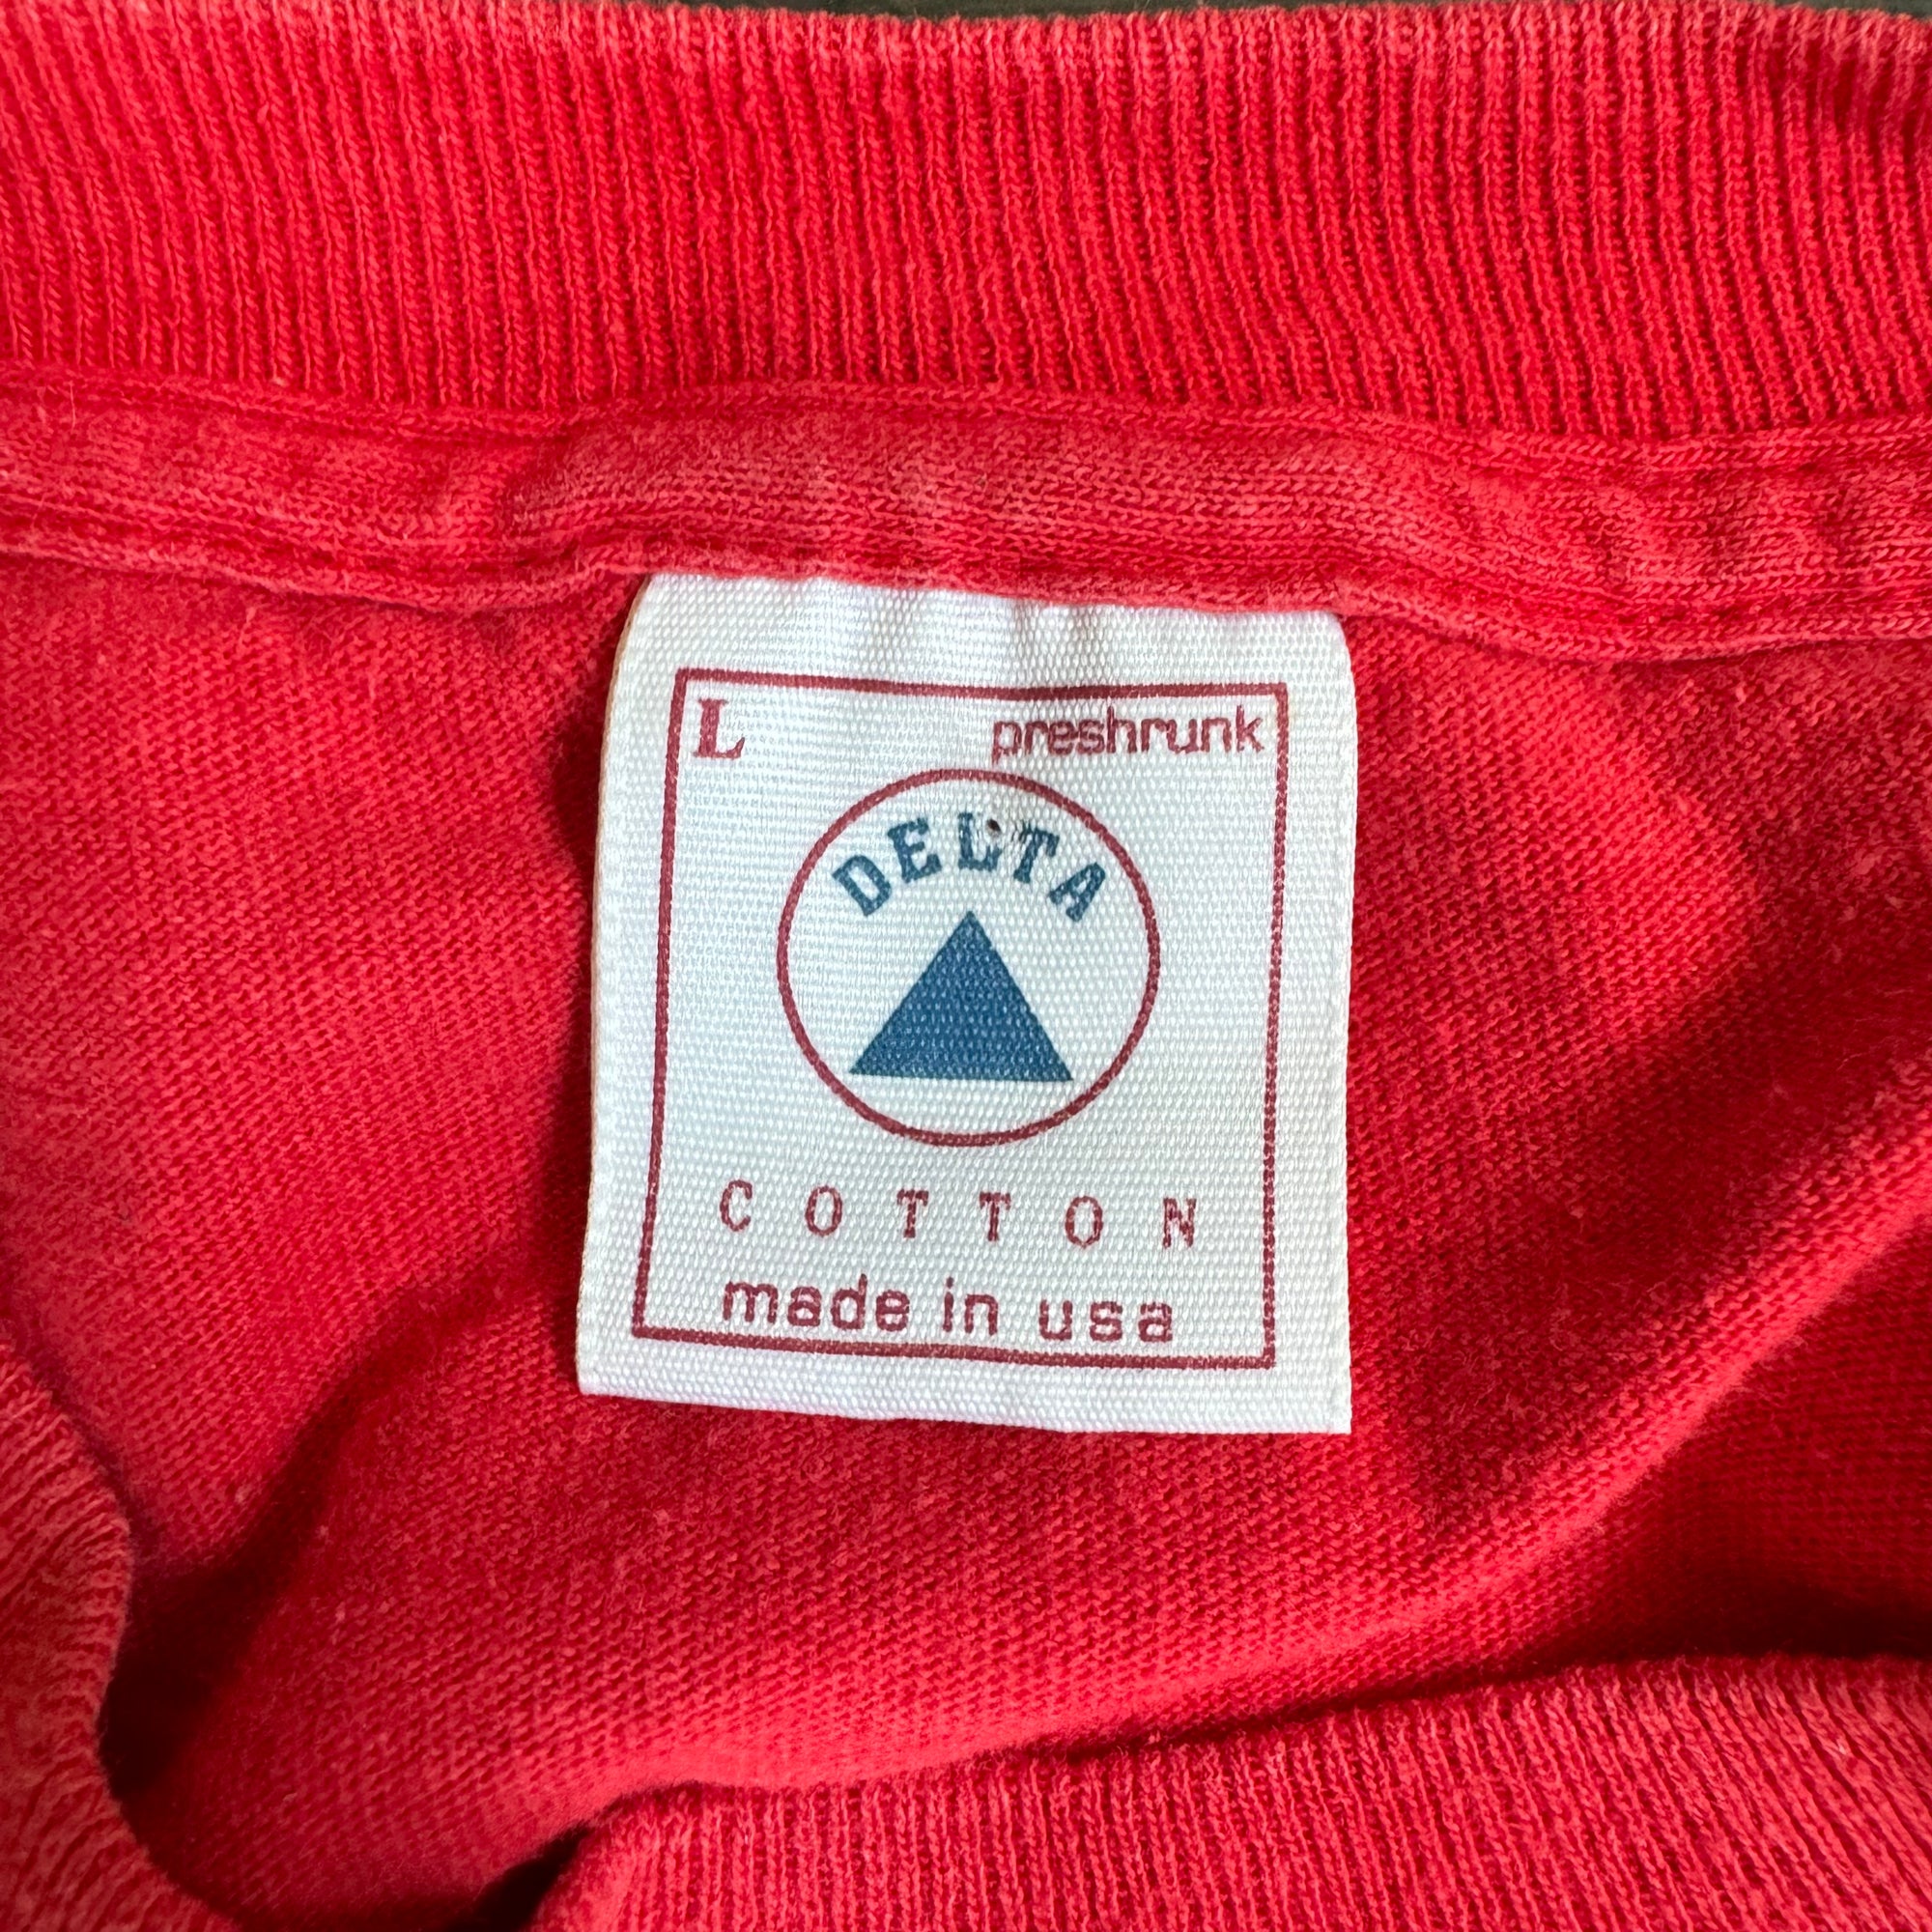 L preshrunk
DELTA
COTTON
made in usa